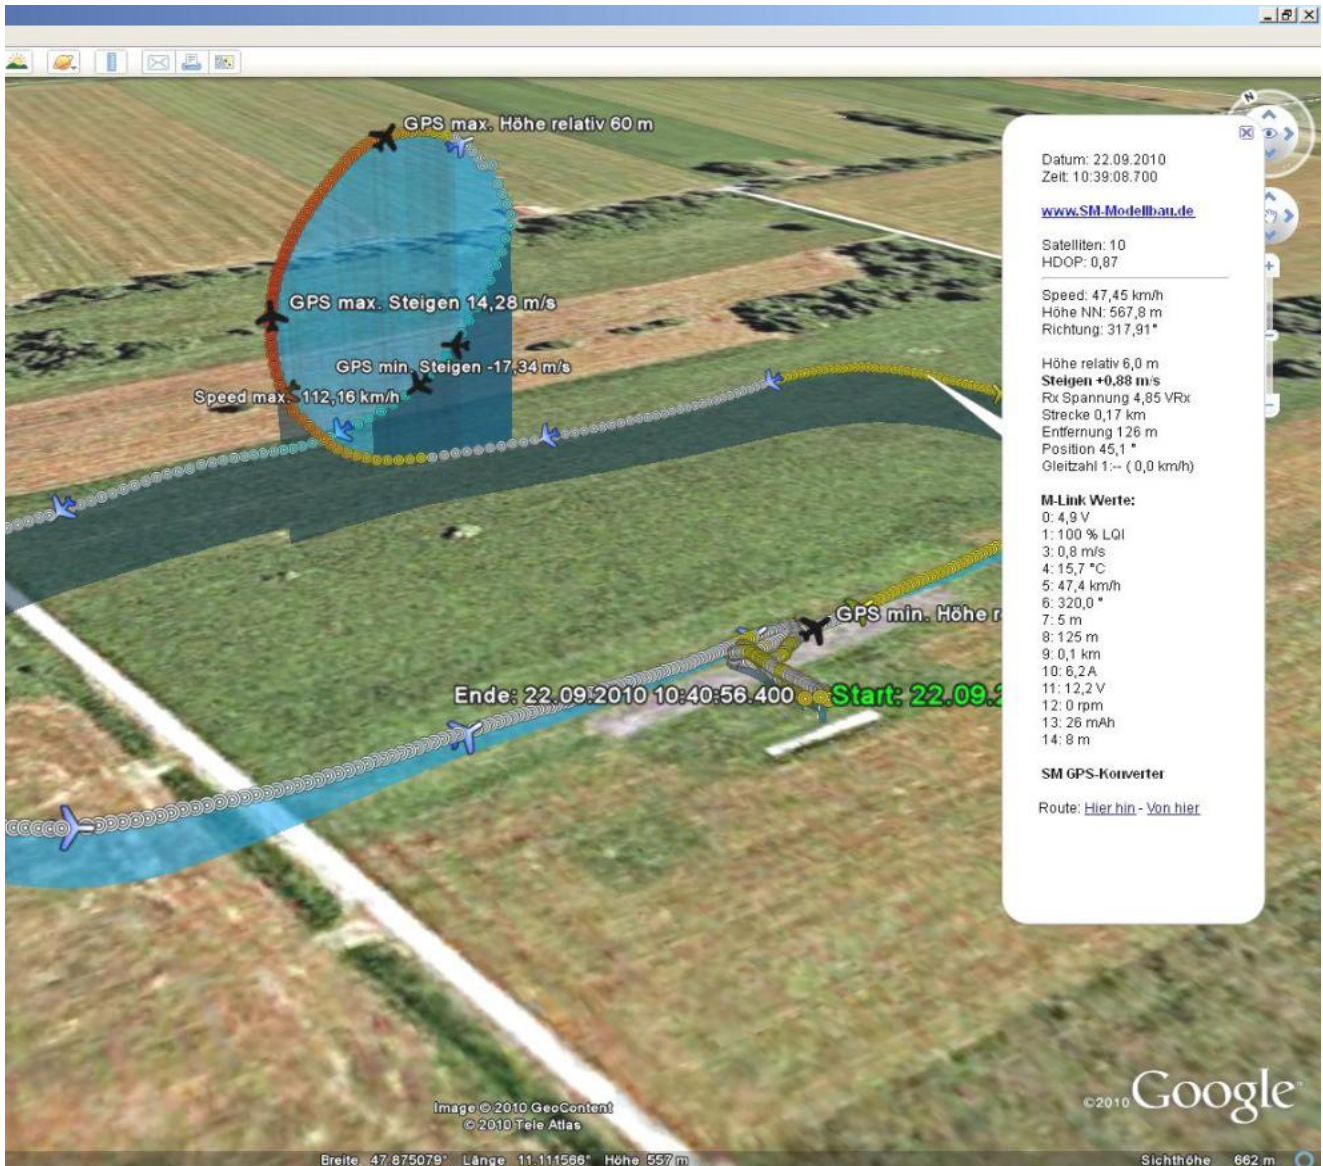 GPS max. Höhe relativ 60 m
GPS max. Steigen 14,28 m/s
GPS min. Steigen -17,34 m/s
Speed max. 112,16 km/h
GPS min. Höhe r
Ende: 22.09.2010 10:40:56.400
Start: 22.09.2
N
Datum: 22.09.2010
Zeit: 10:39:08.700
www.SM-Modellbau.de
Satelliten: 10
HDOP: 0,87
Speed: 47,45 km/h
Höhe NN: 567,8 m
Richtung: 317,91°
Höhe relativ 6,0 m
Steigen +0,88 m/s
Rx Spannung 4,85 VRx
Strecke 0,17 km
Entfernung 126 m
Position 45,1 °
Gleitzahl 1:-- ( 0,0 km/h)
M-Link Werte:
0: 4,9 V
1: 100 % LQI
3: 0,8 m/s
4: 15,7 °C
5: 47,4 km/h
6: 320,0 °
7: 5 m
8: 125 m
9: 0,1 km
10: 6,2 A
11: 12,2 V
12: 0 rpm
13: 26 mAh
14: 8 m
SM GPS-Konverter
Route: Hier hin - Von hier
Image © 2010 GeoContent
© 2010 Tele Atlas
©2010 Google
Breite 47.875079° Länge 11.111566° Höhe 557 m
Sichthöhe 662 m